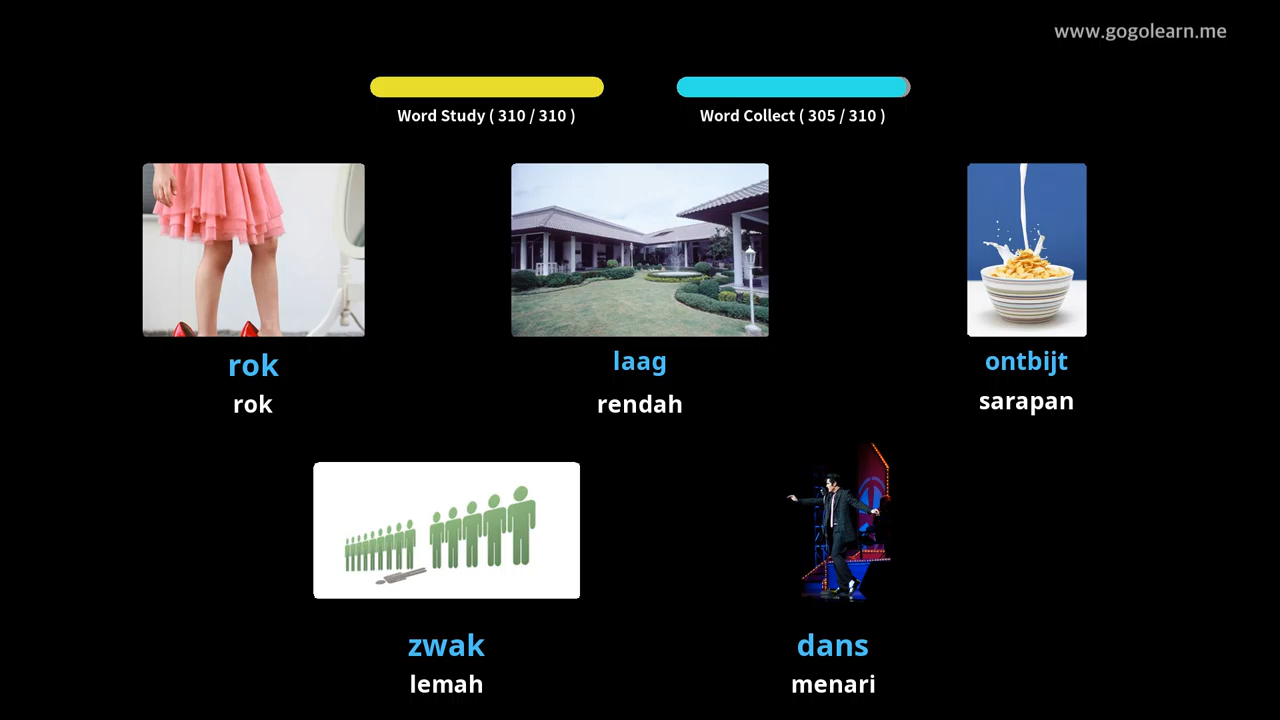 www.gogolearn.me
Word Study ( 310 / 310 )
Word Collect ( 305 / 310 )
rok
rok
laag
rendah
ontbijt
sarapan
zwak
lemah
dans
menari